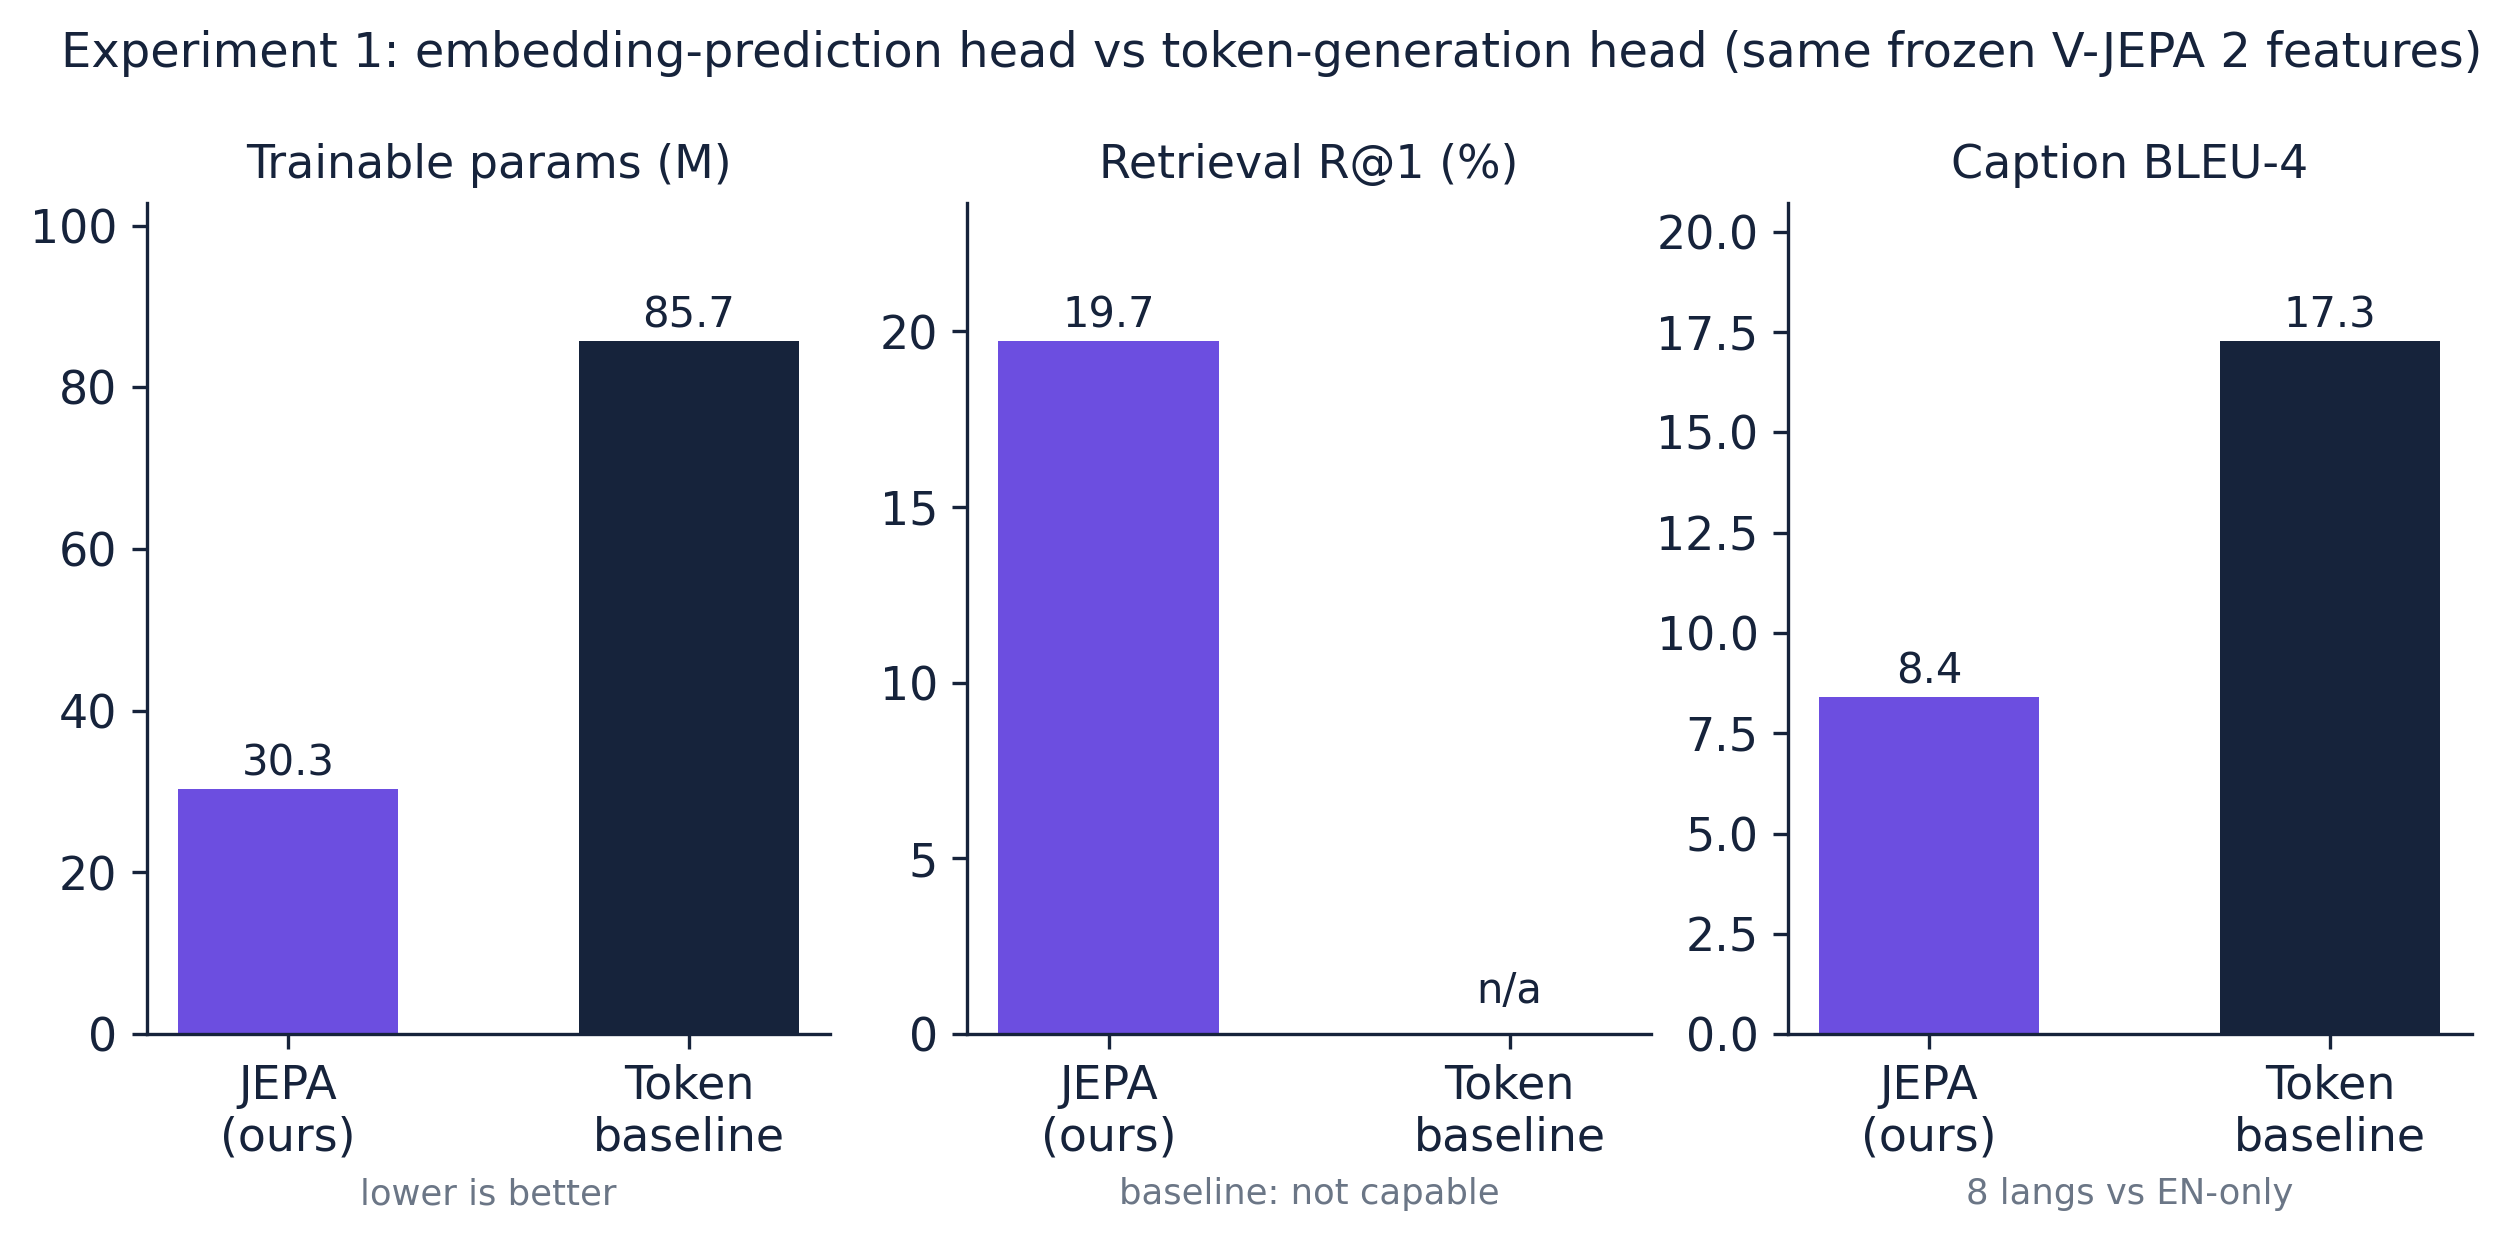 Experiment 1: embedding-prediction head vs token-generation head (same frozen V-JEPA 2 features)
Trainable params (M)
100
80
60
40
20
0
30.3
85.7
JEPA
(ours)
Token
baseline
lower is better
Retrieval R@1 (%)
20
15
10
5
0
19.7
n/a
JEPA
(ours)
Token
baseline
baseline: not capable
Caption BLEU-4
20.0
17.5
15.0
12.5
10.0
7.5
5.0
2.5
0.0
8.4
17.3
JEPA
(ours)
Token
baseline
8 langs vs EN-only